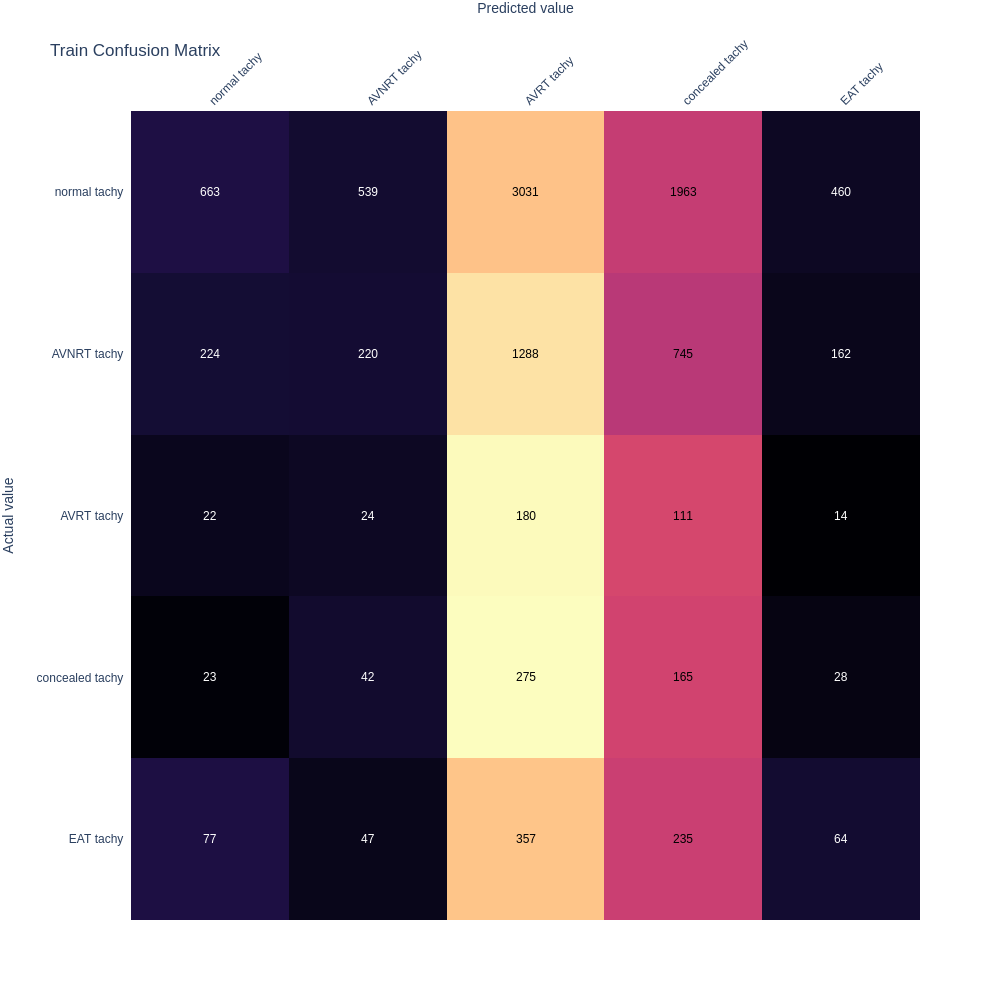 Predicted value
Train Confusion Matrix
normal tachy
AVNRT tachy
AVRT tachy
concealed tachy
EAT tachy
Actual value
normal tachy 663 539 3031 1963 460
AVNRT tachy 224 220 1288 745 162
AVRT tachy 22 24 180 111 14
concealed tachy 23 42 275 165 28
EAT tachy 77 47 357 235 64